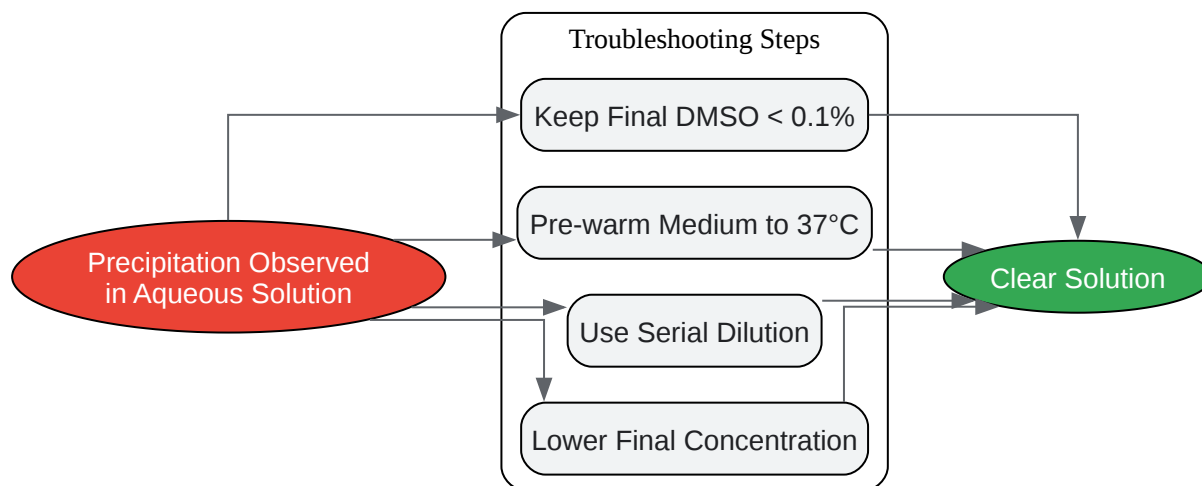 Troubleshooting Steps
Keep Final DMSO < 0.1%
Pre-warm Medium to 37°C
Precipitation Observed
in Aqueous Solution
Clear Solution
Use Serial Dilution
Lower Final Concentration